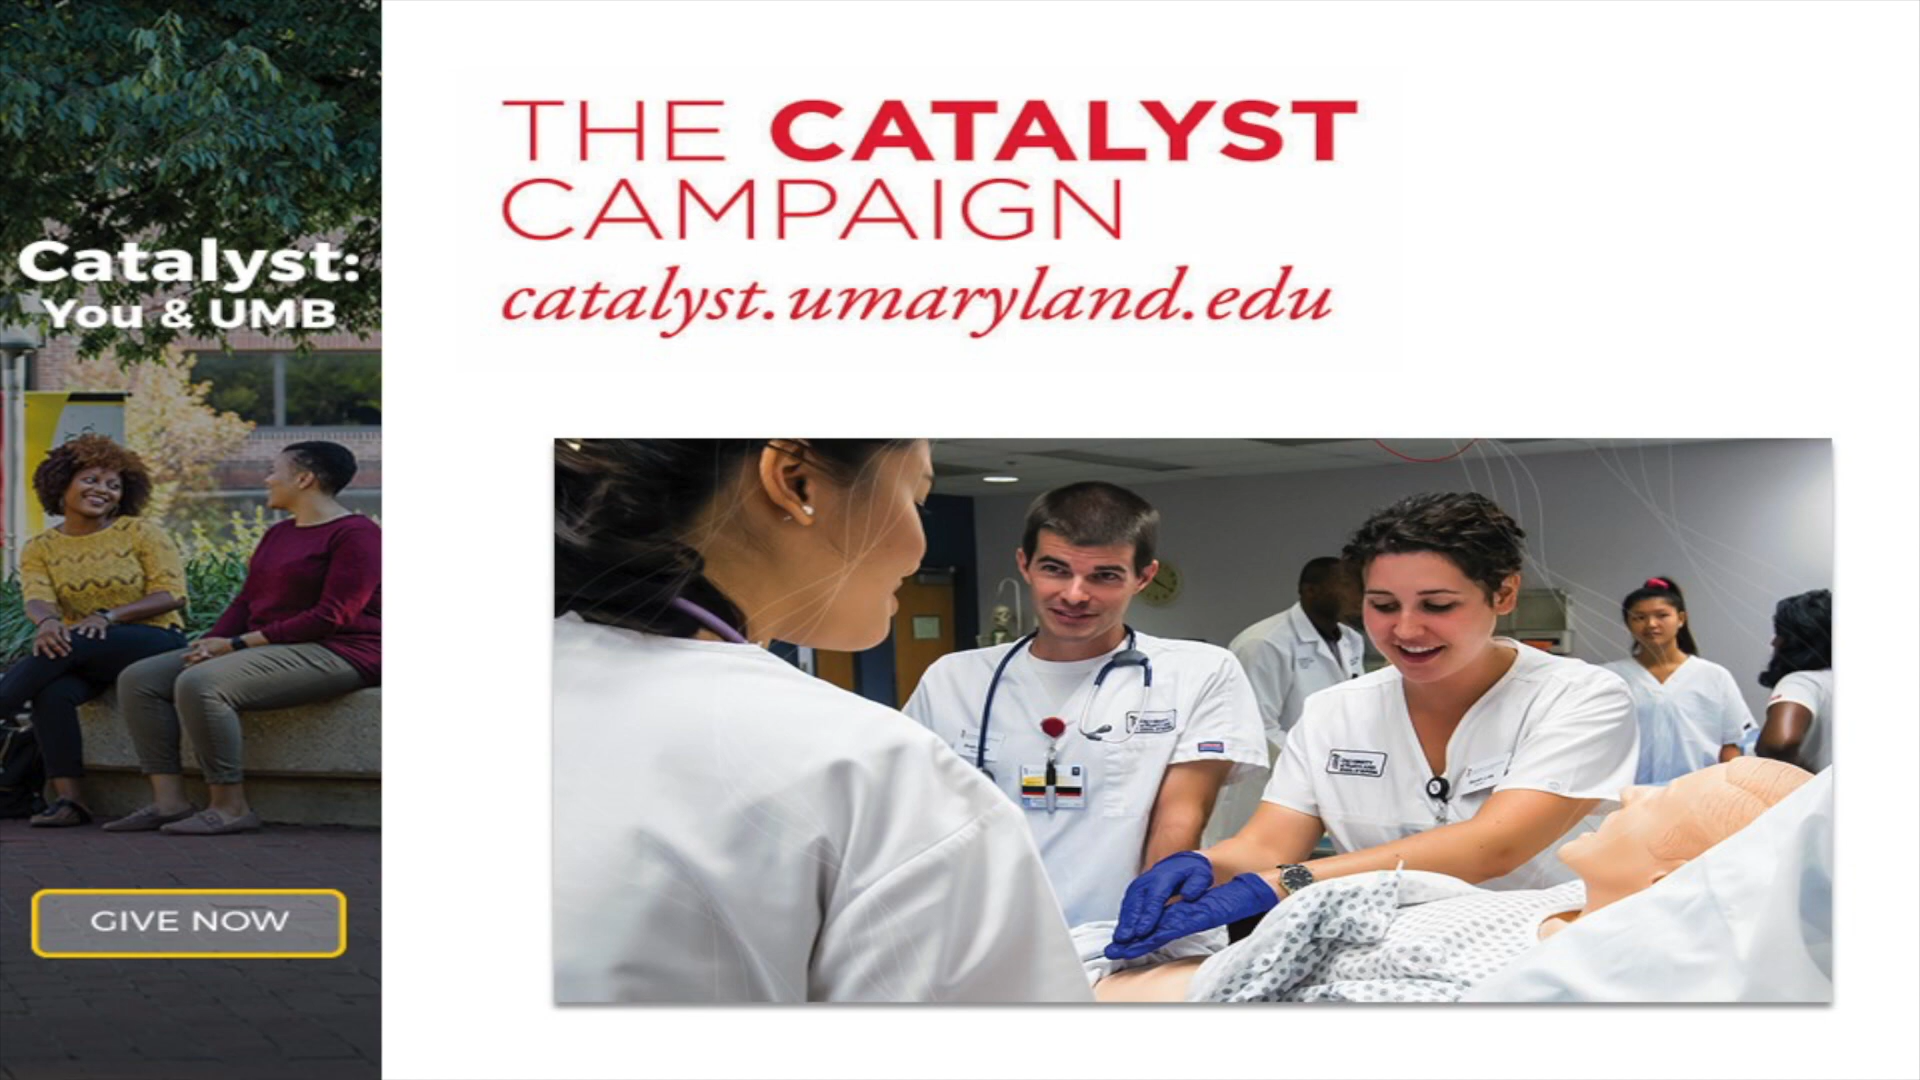 Catalyst:
You & UMB
GIVE NOW
THE CATALYST
CAMPAIGN
catalyst.umaryland.edu